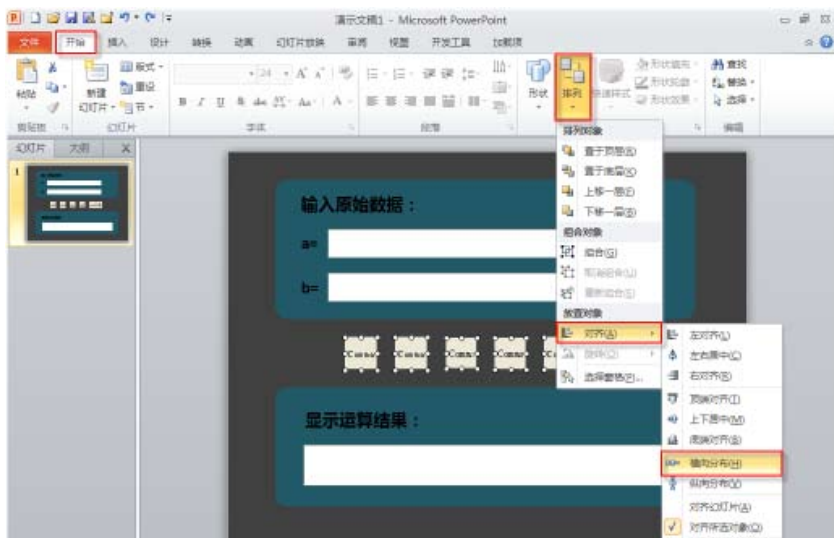 演示文稿1 - Microsoft PowerPoint
文件 开始 插入 设计 转换 动画 幻灯片放映 审阅 视图 开发工具 加载项
粘贴
新建
幻灯片
版式
重设
节
24
形状
排列
快速样式
形状填充
形状轮廓
形状效果
查找
替换
选择
剪贴板 幻灯片 字体 段落 编辑
幻灯片 大纲
1
排列对象
置于顶层(R)
置于底层(K)
上移一层(F)
下移一层(B)
组合对象
组合(G)
取消组合(U)
重新组合(E)
放置对象
对齐(A)
旋转(O)
选择窗格(P)...
左对齐(L)
左右居中(C)
右对齐(R)
顶端对齐(T)
上下居中(M)
底端对齐(B)
横向分布(H)
纵向分布(V)
对齐幻灯片(A)
对齐所选对象(O)
输入原始数据：
a=
b=
显示运算结果：